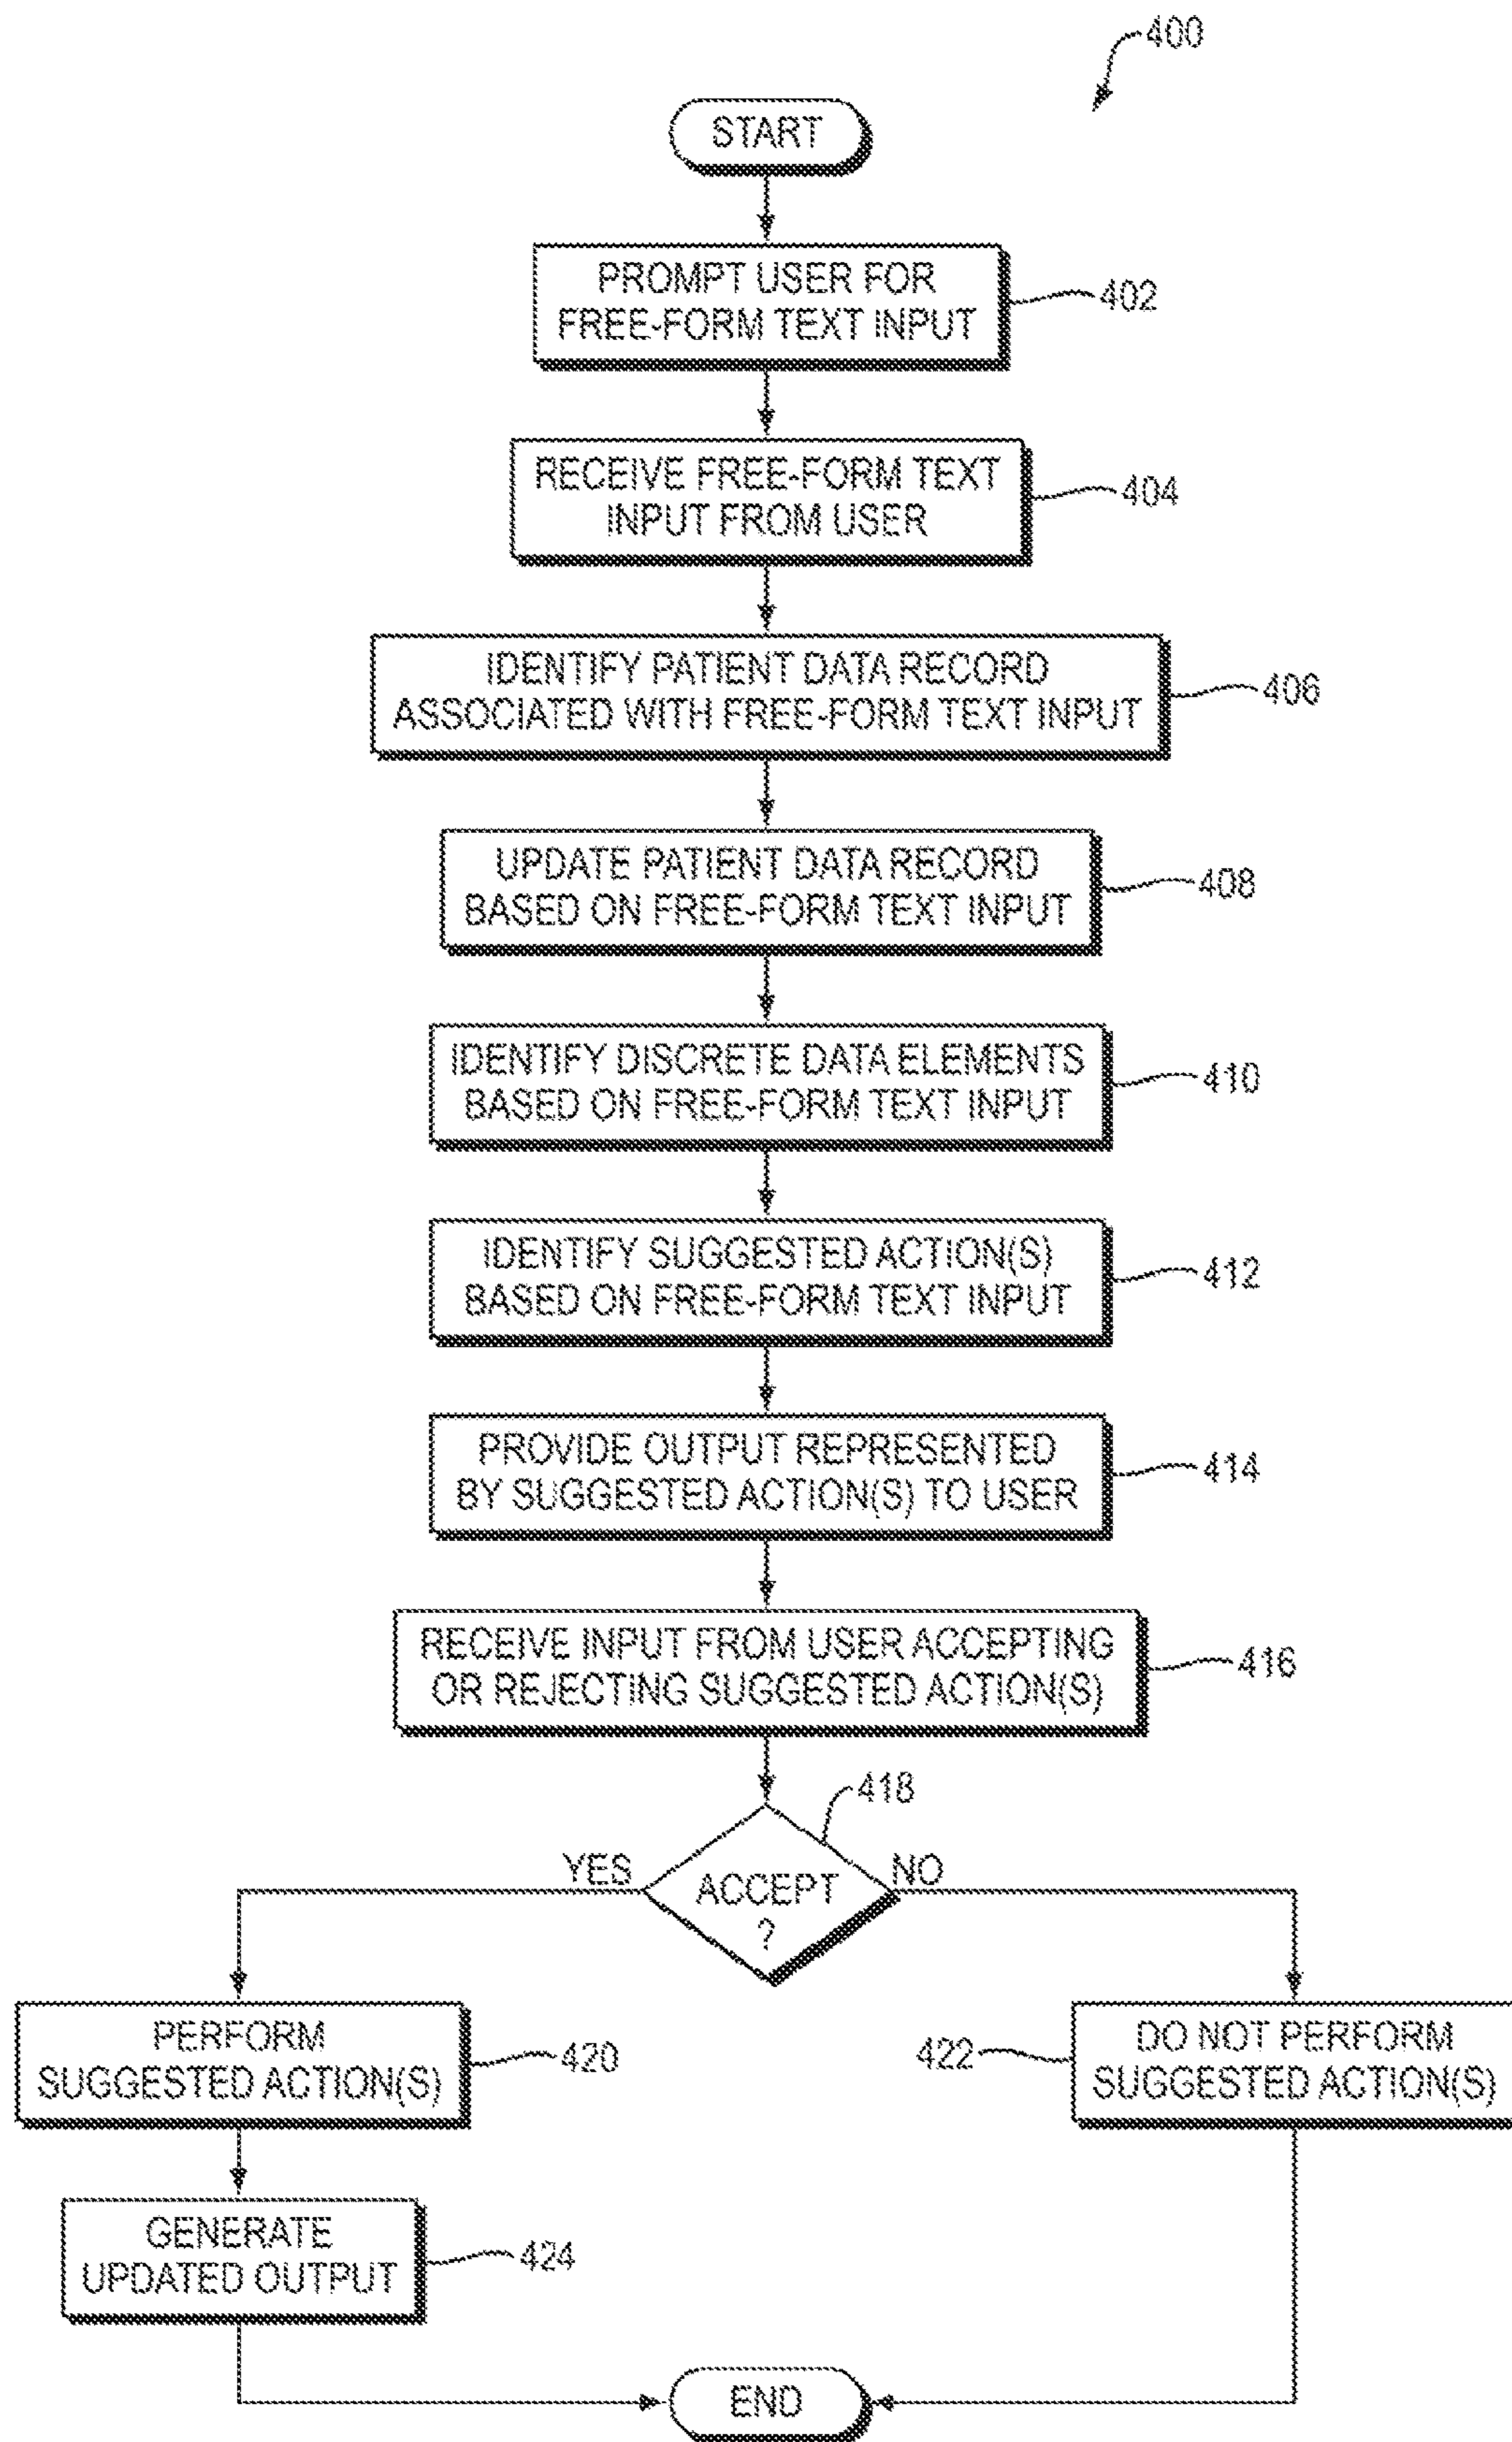 400
START
PROMPT USER FOR
FREE-FORM TEXT INPUT
402
RECEIVE FREE-FORM TEXT
INPUT FROM USER
404
IDENTIFY PATIENT DATA RECORD
ASSOCIATED WITH FREE-FORM TEXT INPUT
406
UPDATE PATIENT DATA RECORD
BASED ON FREE-FORM TEXT INPUT
408
IDENTIFY DISCRETE DATA ELEMENTS
BASED ON FREE-FORM TEXT INPUT
410
IDENTIFY SUGGESTED ACTION(S)
BASED ON FREE-FORM TEXT INPUT
412
PROVIDE OUTPUT REPRESENTED
BY SUGGESTED ACTION(S) TO USER
414
RECEIVE INPUT FROM USER ACCEPTING
OR REJECTING SUGGESTED ACTION(S)
416
418
YES
ACCEPT
?
NO
PERFORM
SUGGESTED ACTION(S)
420
422
DO NOT PERFORM
SUGGESTED ACTION(S)
GENERATE
UPDATED OUTPUT
424
END